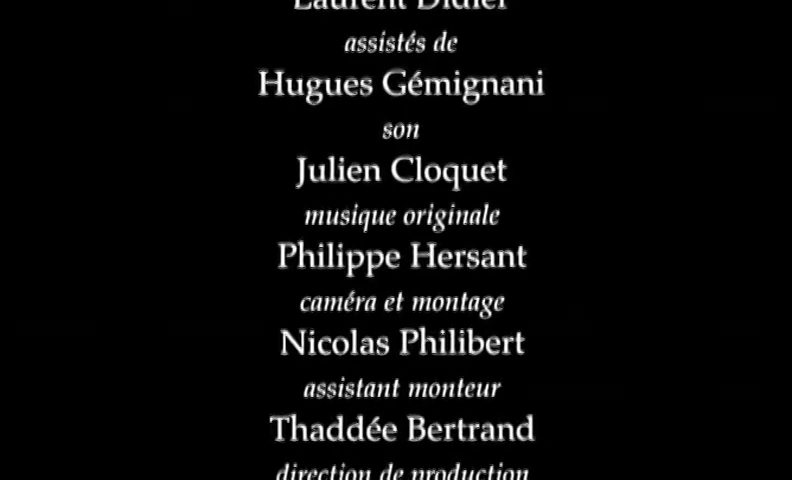 Laurent Didier
assistés de
Hugues Gémignani
son
Julien Cloquet
musique originale
Philippe Hersant
caméra et montage
Nicolas Philibert
assistant monteur
Thaddée Bertrand
direction de production